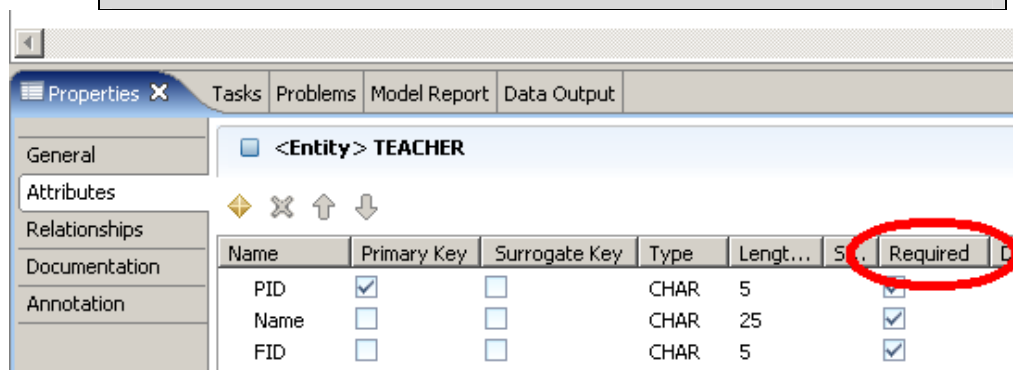 Properties Tasks Problems Model Report Data Output
General
Attributes
Relationships
Documentation
Annotation
<Entity> TEACHER
Name Primary Key Surrogate Key Type Lengt... S... Required D
PID CHAR 5
Name CHAR 25
FID CHAR 5